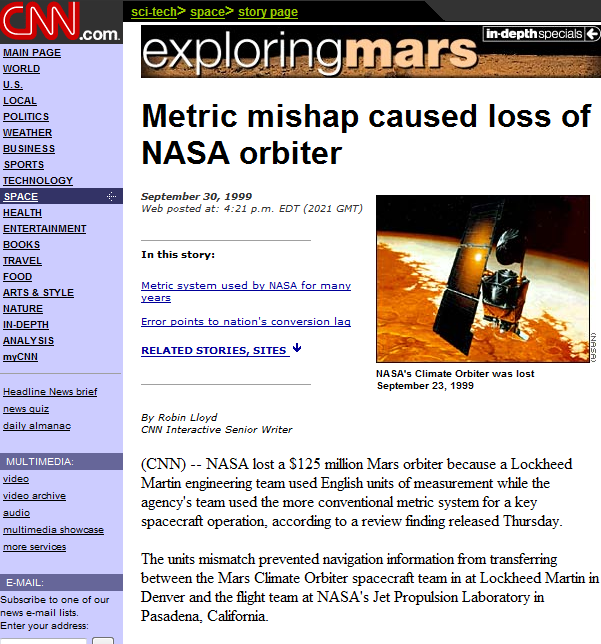 CNN.com
sci-tech> space> story page
exploringmars
in-depth specials
MAIN PAGE
WORLD
U.S.
LOCAL
POLITICS
WEATHER
BUSINESS
SPORTS
TECHNOLOGY
SPACE
HEALTH
ENTERTAINMENT
BOOKS
TRAVEL
FOOD
ARTS & STYLE
NATURE
IN-DEPTH
ANALYSIS
myCNN
Headline News brief
news quiz
daily almanac
MULTIMEDIA:
video
video archive
audio
multimedia showcase
more services
E-MAIL:
Subscribe to one of our
news e-mail lists.
Enter your address:
Metric mishap caused loss of
NASA orbiter
September 30, 1999
Web posted at: 4:21 p.m. EDT (2021 GMT)
In this story:
Metric system used by NASA for many
years
Error points to nation's conversion lag
RELATED STORIES, SITES
(NASA)
NASA's Climate Orbiter was lost
September 23, 1999
By Robin Lloyd
CNN Interactive Senior Writer
(CNN) -- NASA lost a $125 million Mars orbiter because a Lockheed
Martin engineering team used English units of measurement while the
agency's team used the more conventional metric system for a key
spacecraft operation, according to a review finding released Thursday.
The units mismatch prevented navigation information from transferring
between the Mars Climate Orbiter spacecraft team in at Lockheed Martin in
Denver and the flight team at NASA's Jet Propulsion Laboratory in
Pasadena, California.